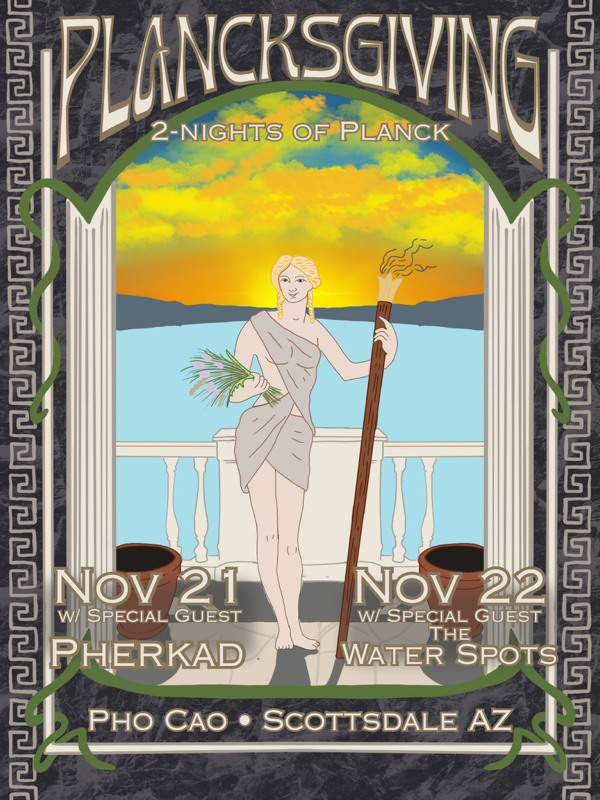 PLANCKSGIVING
2-NIGHTS OF PLANCK
NOV 21
W/ SPECIAL GUEST
PHERKAD
NOV 22
W/ SPECIAL GUEST
THE
WATER SPOTS
PHO CAO • SCOTTSDALE AZ